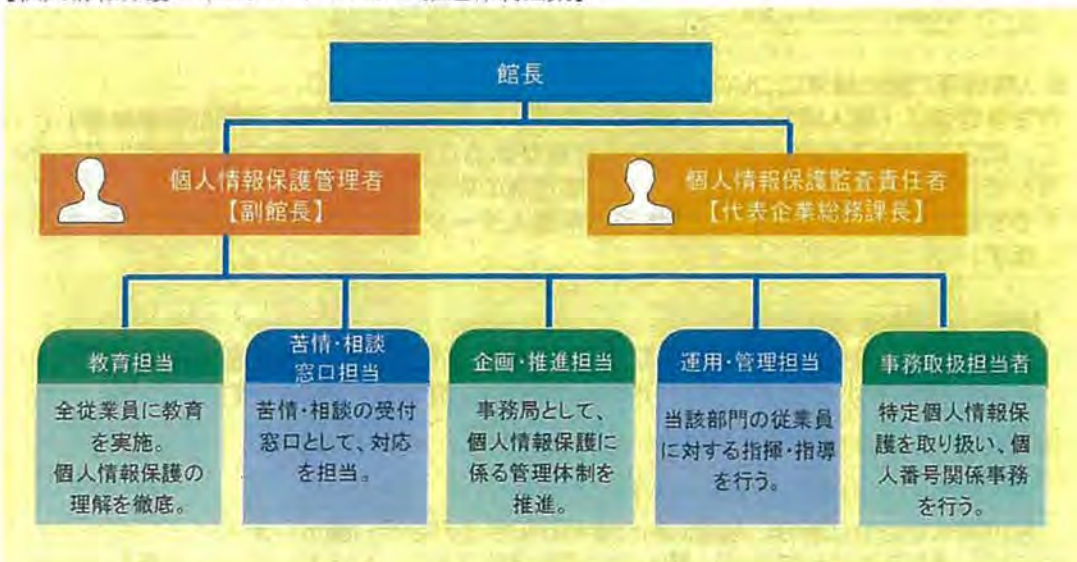 館長
個人情報保護管理者
【副館長】
個人情報保護監査責任者
【代表企業総務課長】
教育担当
全従業員に教育
を実施。
個人情報保護の
理解を徹底。
苦情・相談
窓口担当
苦情・相談の受付
窓口として、対応
を担当。
企画・推進担当
事務局として、
個人情報保護に
係る管理体制を
推進。
運用・管理担当
当該部門の従業員
に対する指揮・指導
を行う。
事務取扱担当者
特定個人情報保
護を取り扱い、個
人番号関係事務
を行う。